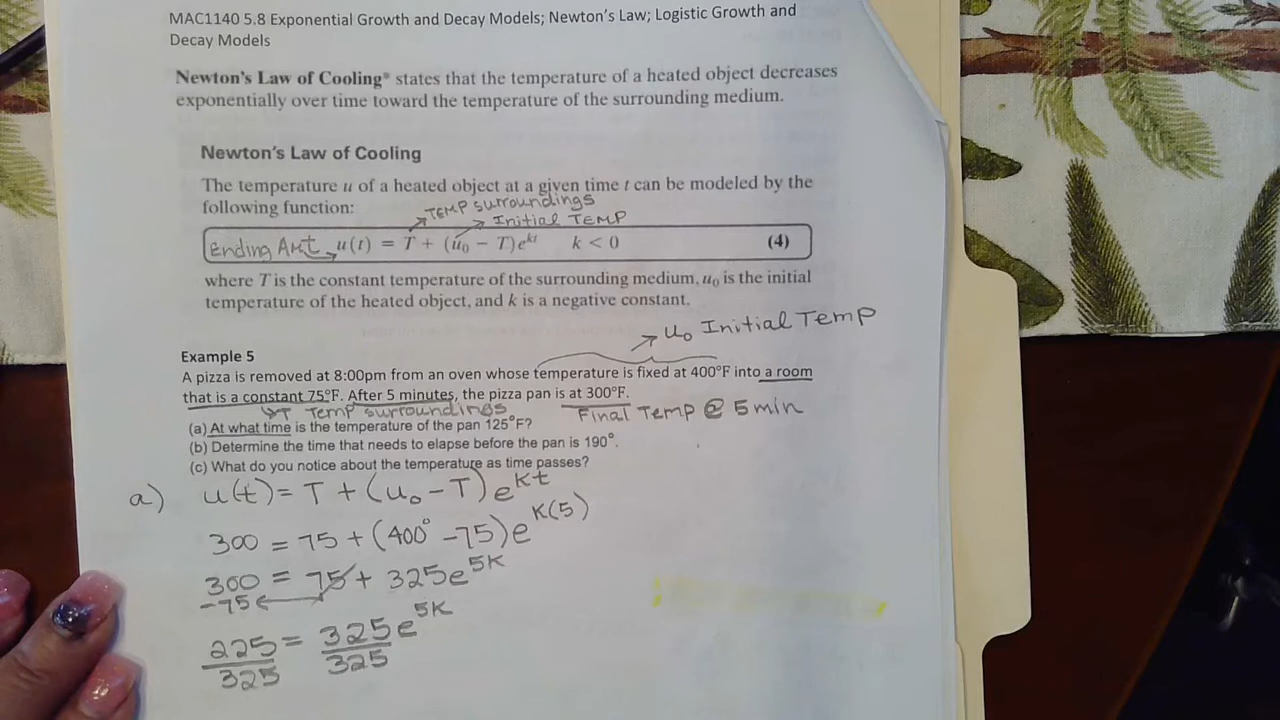 MAC1140 5.8 Exponential Growth and Decay Models; Newton's Law; Logistic Growth and
Decay Models
Newton's Law of Cooling* states that the temperature of a heated object decreases
exponentially over time toward the temperature of the surrounding medium.
Newton's Law of Cooling
The temperature u of a heated object at a given time t can be modeled by the
following function:
TEMP surroundings
Initial TEMP
Ending Amt u(t) = T + (u₀ − T)e^kt k < 0 (4)
where T is the constant temperature of the surrounding medium, u₀ is the initial
temperature of the heated object, and k is a negative constant.
u₀ Initial Temp
Example 5
A pizza is removed at 8:00pm from an oven whose temperature is fixed at 400°F into a room
that is a constant 75°F. After 5 minutes, the pizza pan is at 300°F.
T Temp surroundings
Final Temp @ 5min
(a) At what time is the temperature of the pan 125°F?
(b) Determine the time that needs to elapse before the pan is 190°.
(c) What do you notice about the temperature as time passes?
a) u(t) = T + (u₀ − T) e^kt
300 = 75 + (400° − 75) e^k(5)
300 = 75 + 325e^5k
−75
225 = 325e^5k
325 325